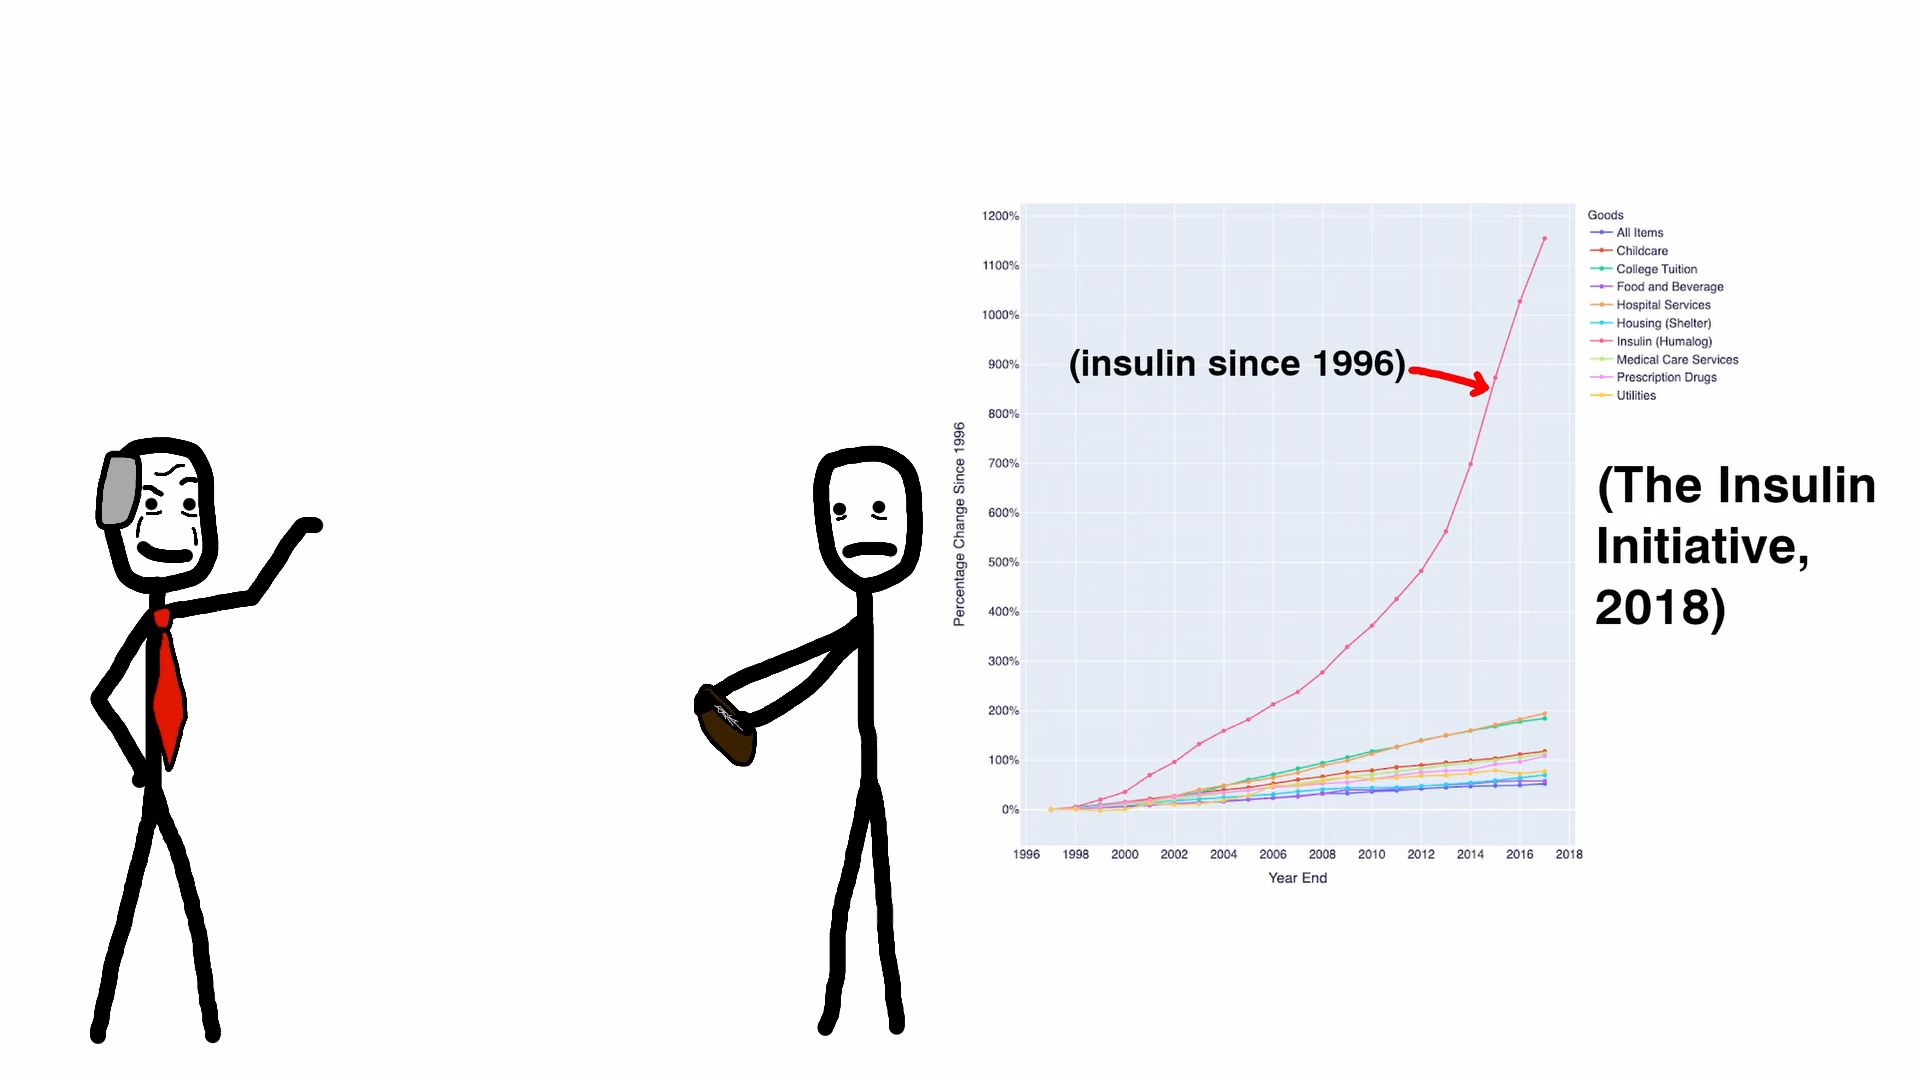 1200%
1100%
1000%
900%
800%
700%
600%
500%
400%
300%
200%
100%
0%
Percentage Change Since 1996
(insulin since 1996)
1996 1998 2000 2002 2004 2006 2008 2010 2012 2014 2016 2018
Year End
Goods
All Items
Childcare
College Tuition
Food and Beverage
Hospital Services
Housing (Shelter)
Insulin (Humalog)
Medical Care Services
Prescription Drugs
Utilities
(The Insulin
Initiative,
2018)